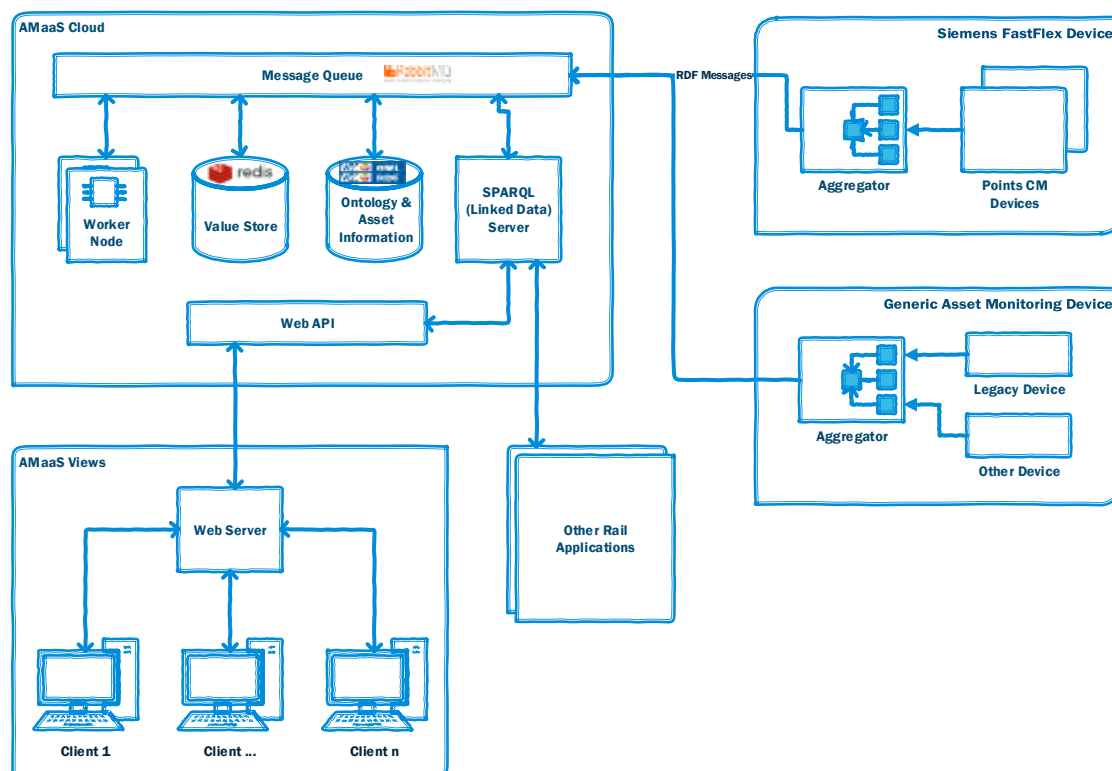 AMaaS Cloud
Message Queue
RabbitMQ
redis
Worker
Node
Value Store
Ontology &
Asset
Information
SPARQL
(Linked Data)
Server
Web API
RDF Messages
Siemens FastFlex Device
Aggregator
Points CM
Devices
Generic Asset Monitoring Device
Aggregator
Legacy Device
Other Device
AMaaS Views
Web Server
Client 1
Client ...
Client n
Other Rail
Applications